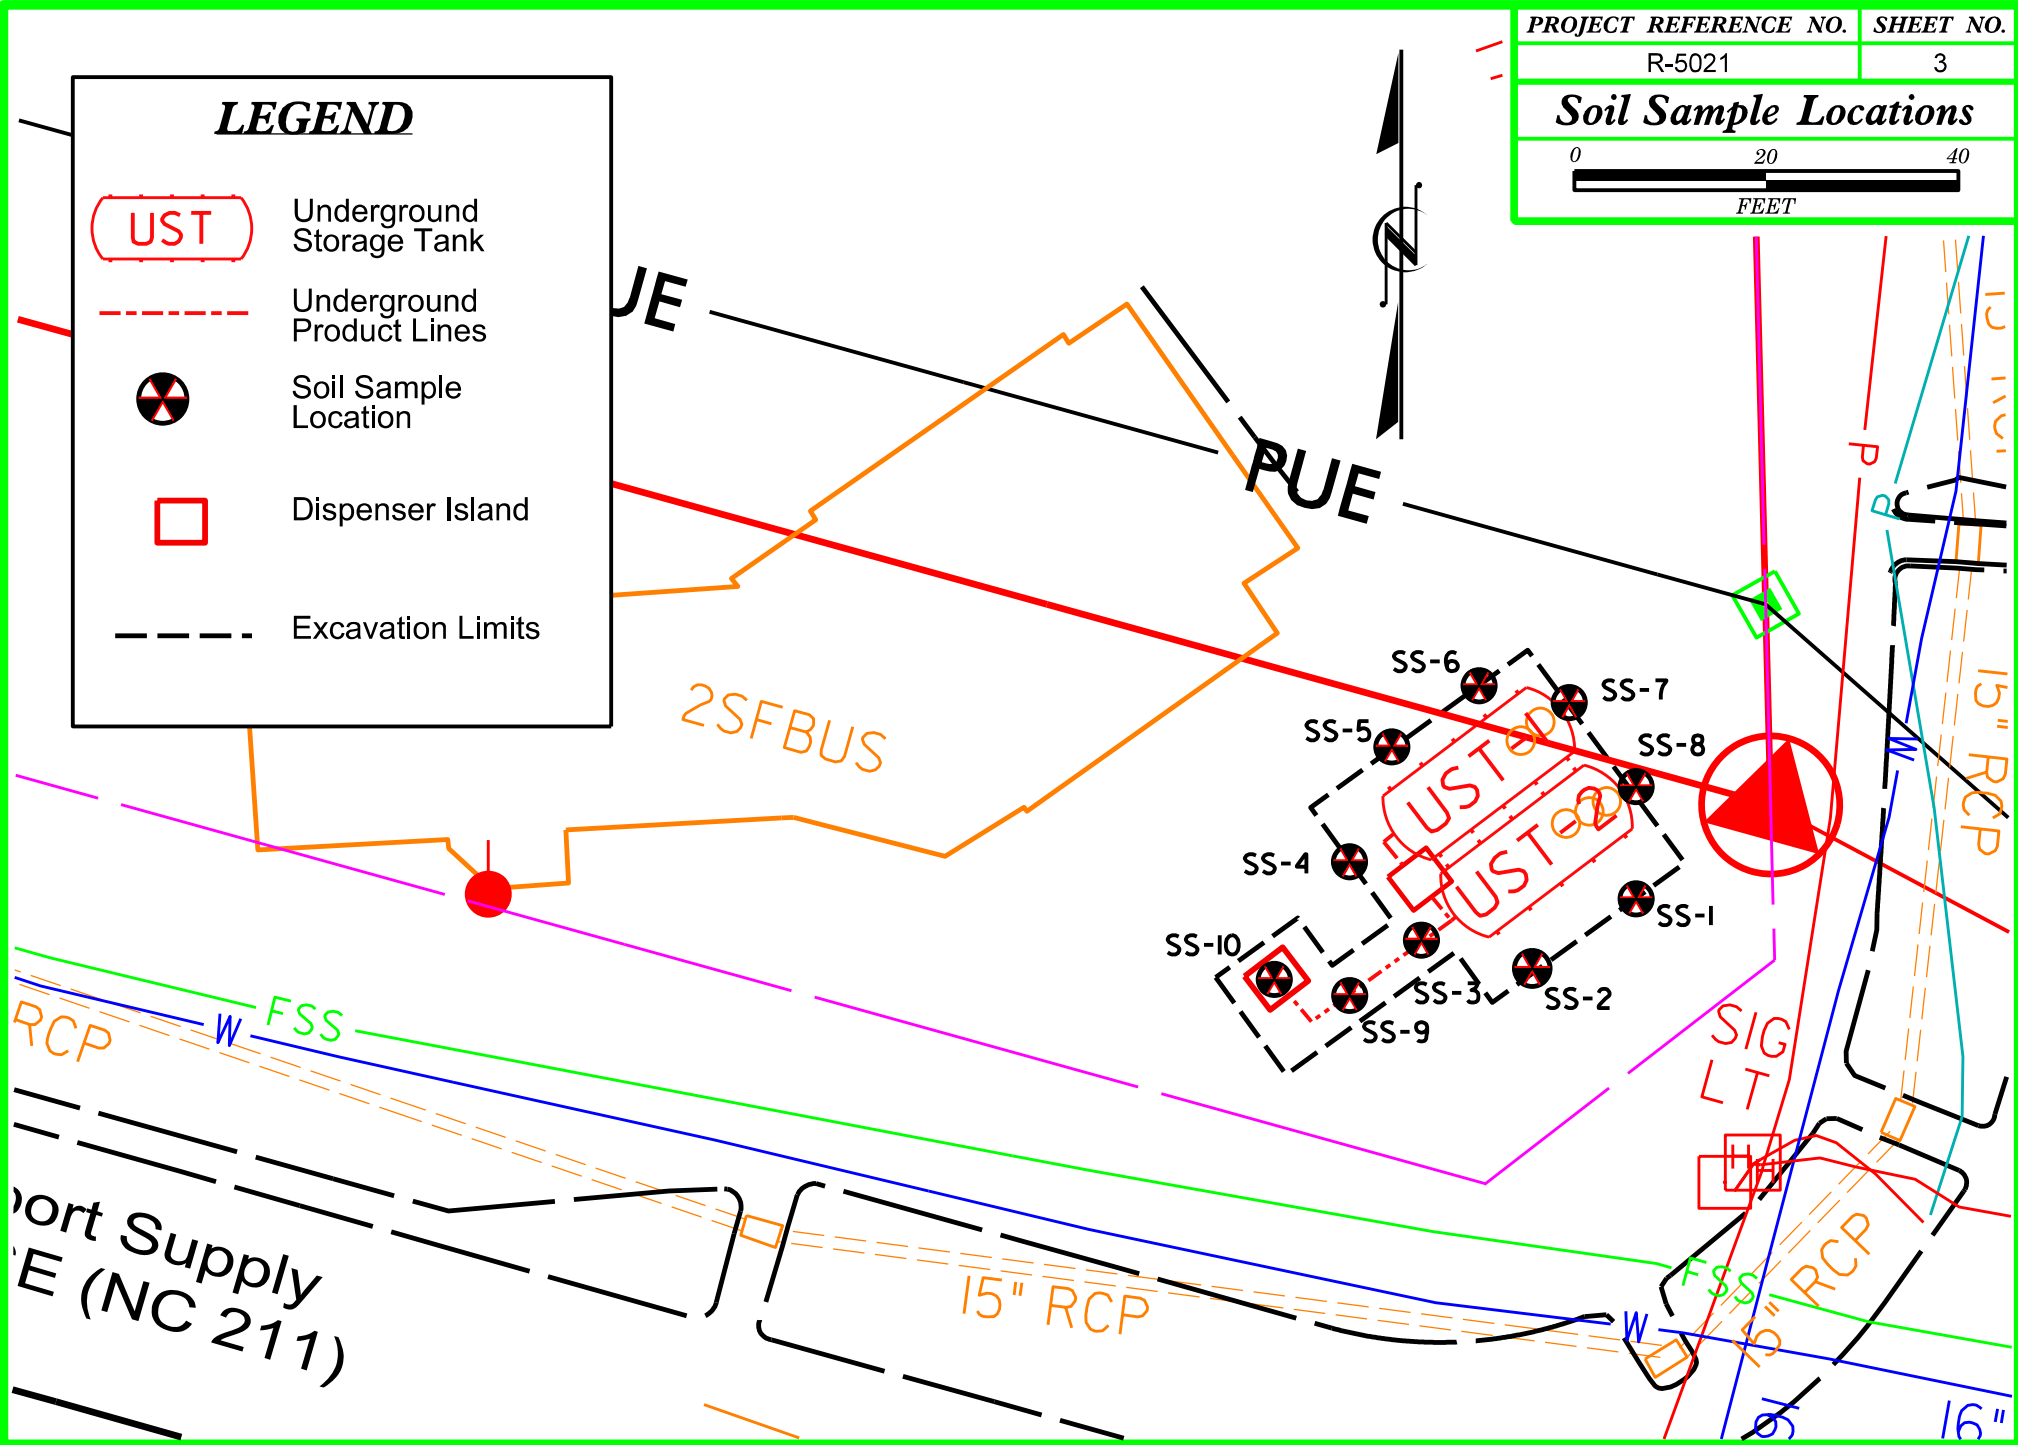 PROJECT REFERENCE NO.
SHEET NO.
R-5021
3
Soil Sample Locations
0 20 40
FEET
LEGEND
UST
Underground
Storage Tank
Underground
Product Lines
Soil Sample
Location
Dispenser Island
Excavation Limits
UE
PUE
N
P
P
15" RCP
W
2SFBUS
SS-6
SS-7
SS-5
SS-8
UST-1
UST-2
SS-4
SS-1
SS-10
SS-3
SS-2
SS-9
SIG
LT
H
H
RCP
W
FSS
port Supply
E (NC 211)
15" RCP
FSS
15" RCP
W
16"